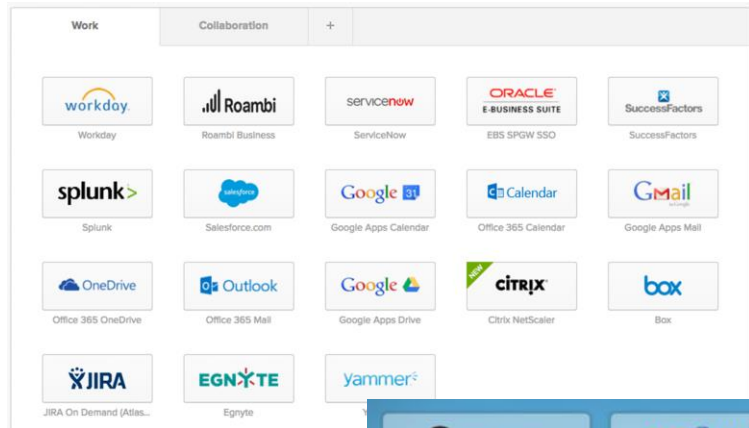 Work Collaboration +
workday. Roambi servicenow ORACLE E-BUSINESS SUITE SuccessFactors
Workday Roambi Business ServiceNow EBS SPGW SSO SuccessFactors
splunk> salesforce Google 31 Calendar Gmail by Google
Splunk Salesforce.com Google Apps Calendar Office 365 Calendar Google Apps Mail
OneDrive Outlook Google NEW CITRIX box
Office 365 OneDrive Office 365 Mail Google Apps Drive Citrix NetScaler Box
JIRA EGNYTE yammer
JIRA On Demand (Atlas... Egnyte Y